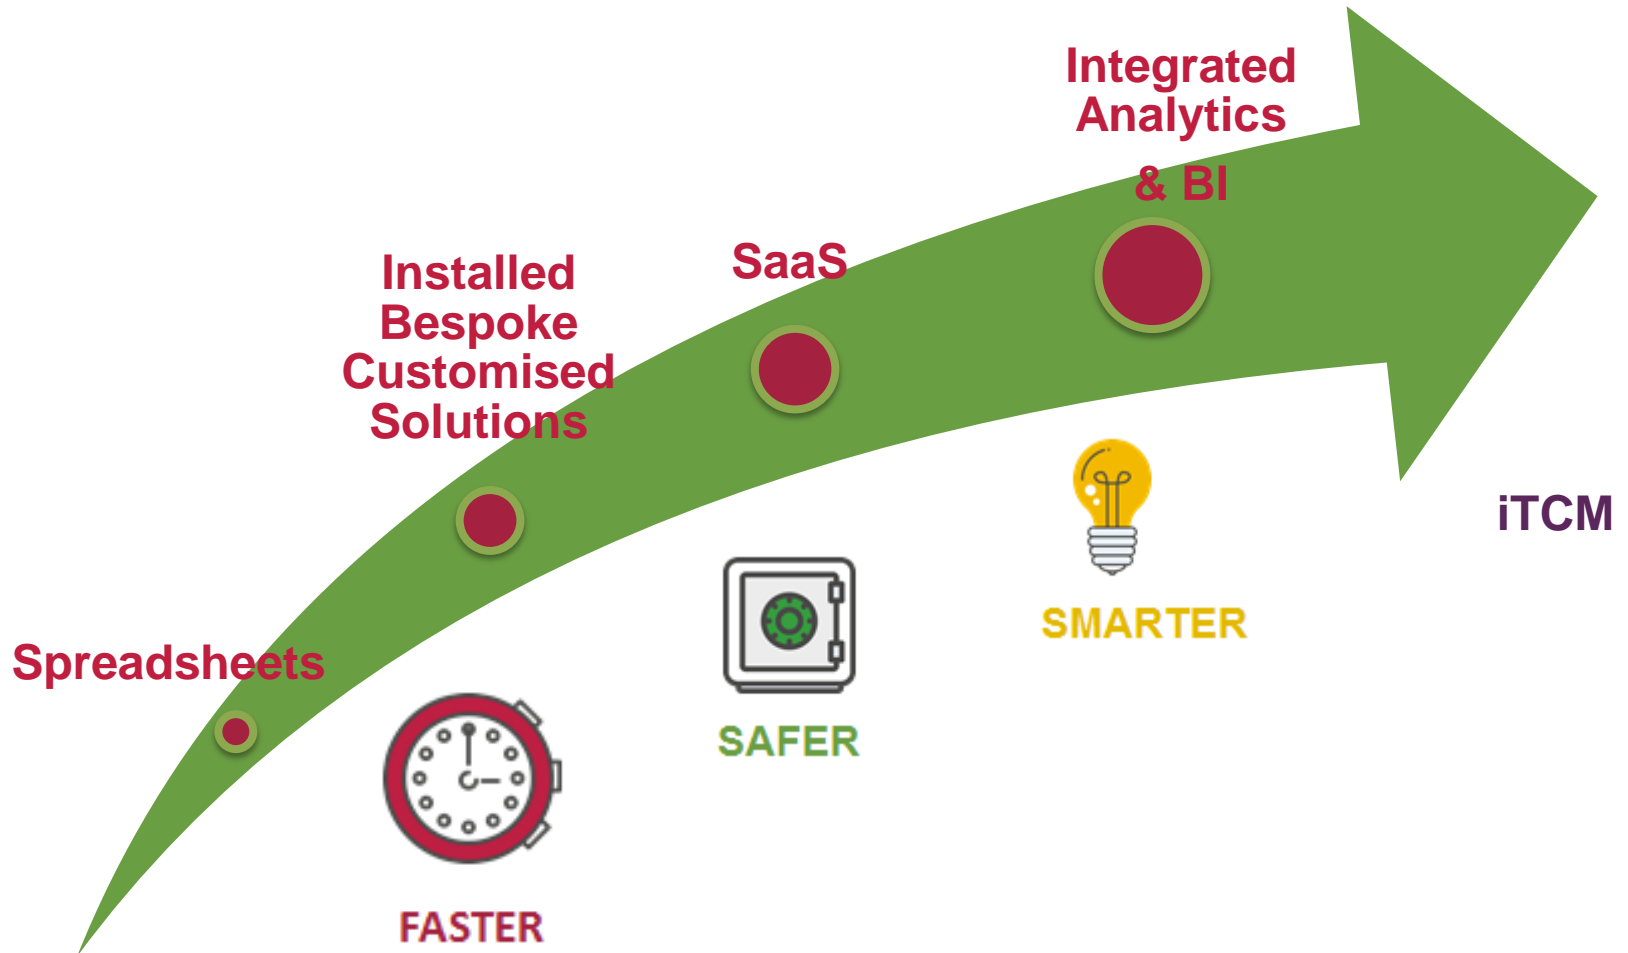 Integrated
Analytics
& BI
SaaS
Installed
Bespoke
Customised
Solutions
Spreadsheets
iTCM
SMARTER
SAFER
FASTER